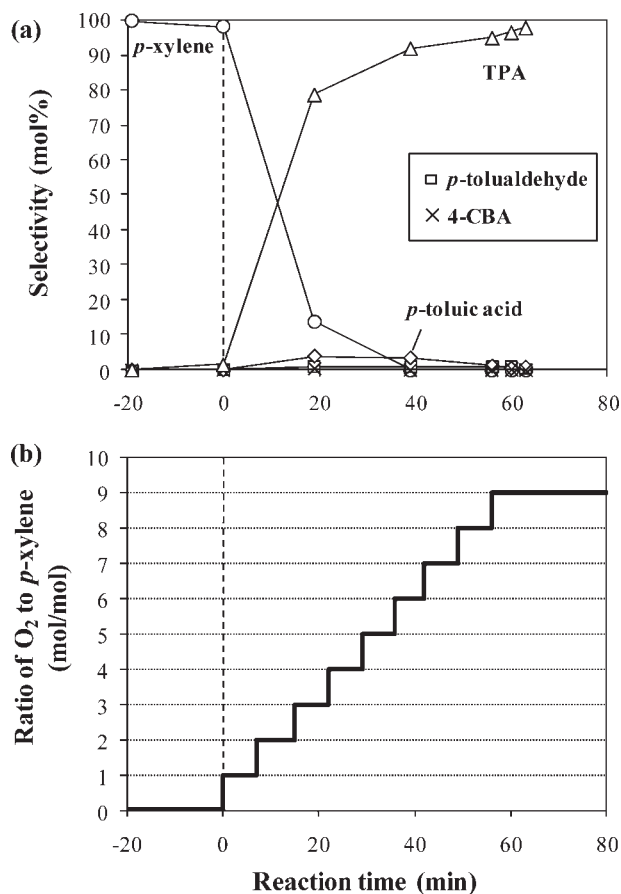 (a)
100
90
80
70
60
50
40
30
20
10
0
Selectivity (mol%)
p-xylene
TPA
p-tolualdehyde
4-CBA
p-toluic acid
-20 0 20 40 60 80
(b)
10
9
8
7
6
5
4
3
2
1
0
Ratio of O₂ to p-xylene
(mol/mol)
-20 0 20 40 60 80
Reaction time (min)